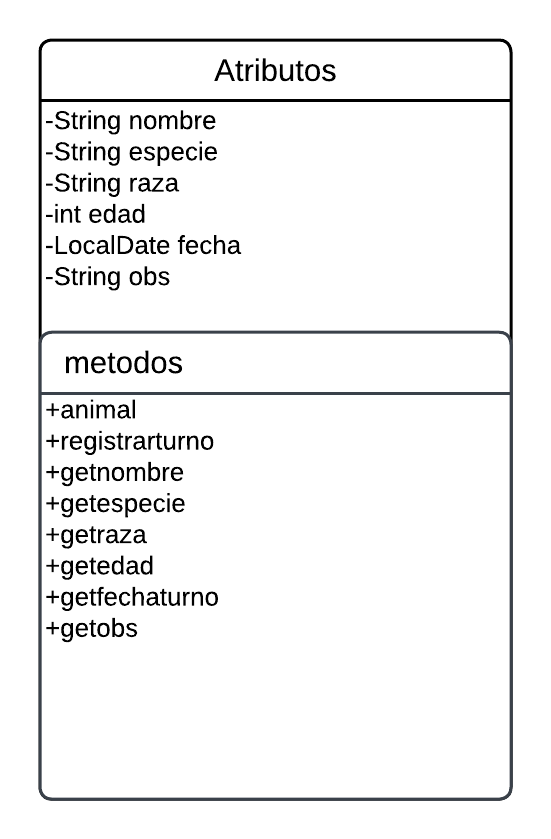 Atributos
-String nombre
-String especie
-String raza
-int edad
-LocalDate fecha
-String obs
metodos
+animal
+registrarturno
+getnombre
+getespecie
+getraza
+getedad
+getfechaturno
+getobs